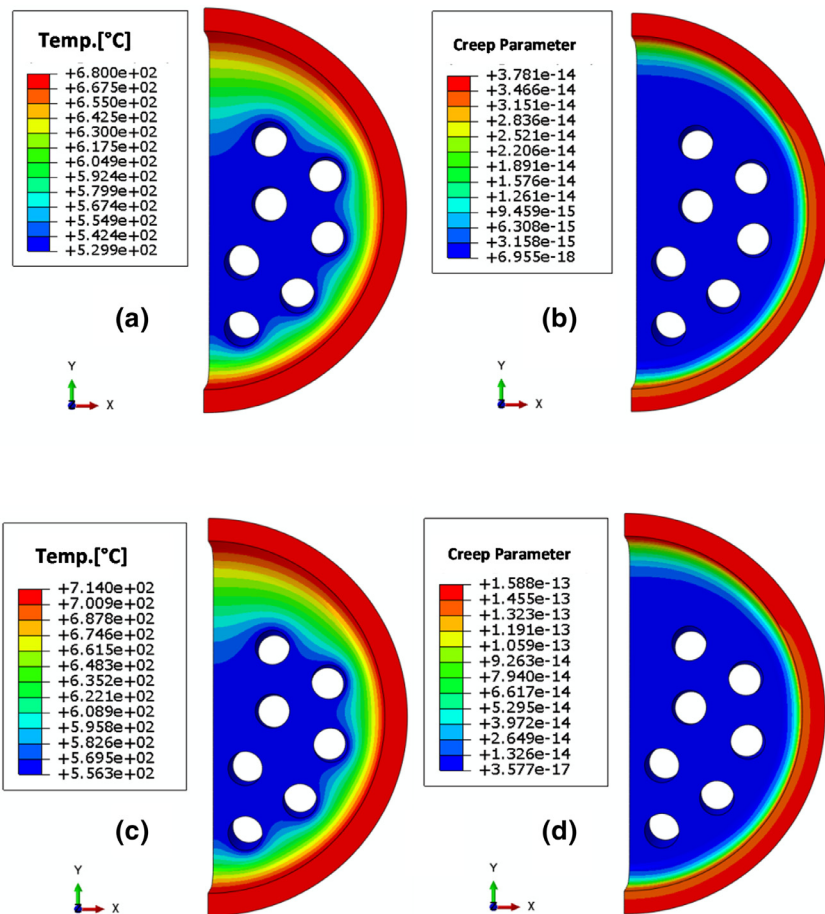 Temp.[°C]
+6.800e+02
+6.675e+02
+6.550e+02
+6.425e+02
+6.300e+02
+6.175e+02
+6.049e+02
+5.924e+02
+5.799e+02
+5.674e+02
+5.549e+02
+5.424e+02
+5.299e+02
(a)
Y
X
Creep Parameter
+3.781e-14
+3.466e-14
+3.151e-14
+2.836e-14
+2.521e-14
+2.206e-14
+1.891e-14
+1.576e-14
+1.261e-14
+9.459e-15
+6.308e-15
+3.158e-15
+6.955e-18
(b)
Y
X
Temp.[°C]
+7.140e+02
+7.009e+02
+6.878e+02
+6.746e+02
+6.615e+02
+6.483e+02
+6.352e+02
+6.221e+02
+6.089e+02
+5.958e+02
+5.826e+02
+5.695e+02
+5.563e+02
(c)
Y
X
Creep Parameter
+1.588e-13
+1.455e-13
+1.323e-13
+1.191e-13
+1.059e-13
+9.263e-14
+7.940e-14
+6.617e-14
+5.295e-14
+3.972e-14
+2.649e-14
+1.326e-14
+3.577e-17
(d)
Y
X